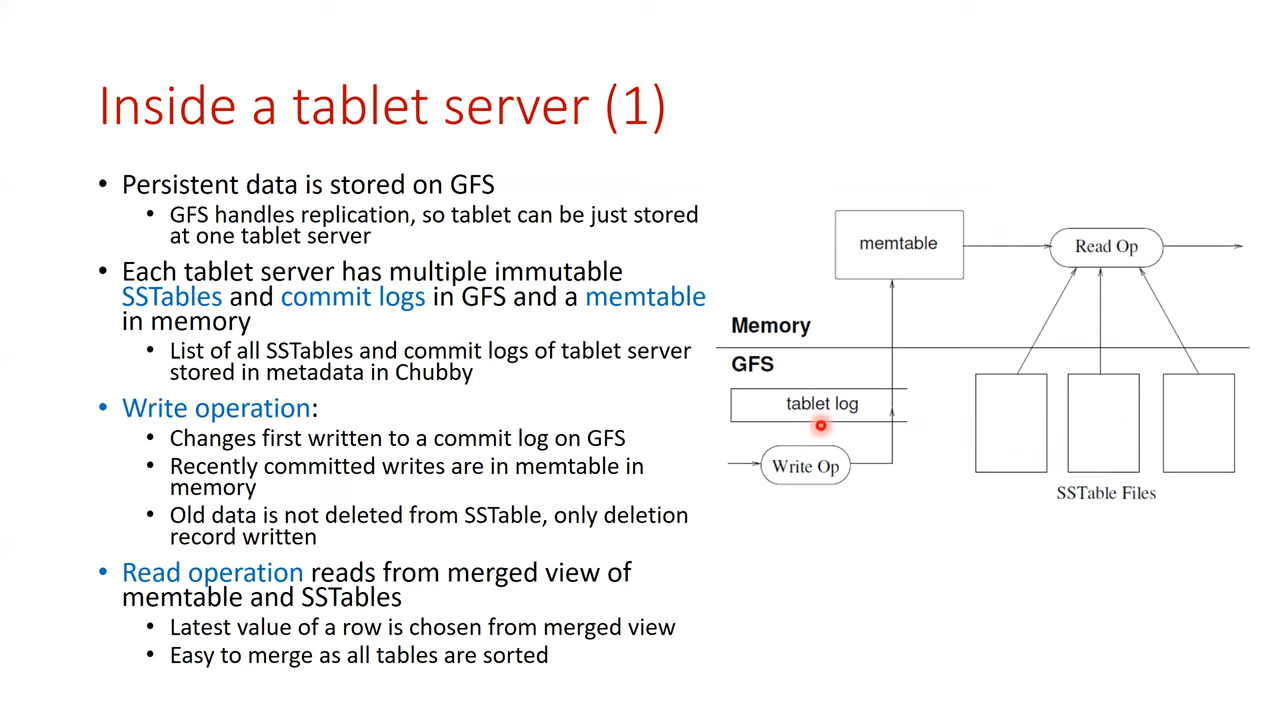 Inside a tablet server (1)
• Persistent data is stored on GFS
• GFS handles replication, so tablet can be just stored
at one tablet server
• Each tablet server has multiple immutable
SSTables and commit logs in GFS and a memtable
in memory
• List of all SSTables and commit logs of tablet server
stored in metadata in Chubby
• Write operation:
• Changes first written to a commit log on GFS
• Recently committed writes are in memtable in
memory
• Old data is not deleted from SSTable, only deletion
record written
• Read operation reads from merged view of
memtable and SSTables
• Latest value of a row is chosen from merged view
• Easy to merge as all tables are sorted
memtable
Read Op
Memory
GFS
tablet log
Write Op
SSTable Files